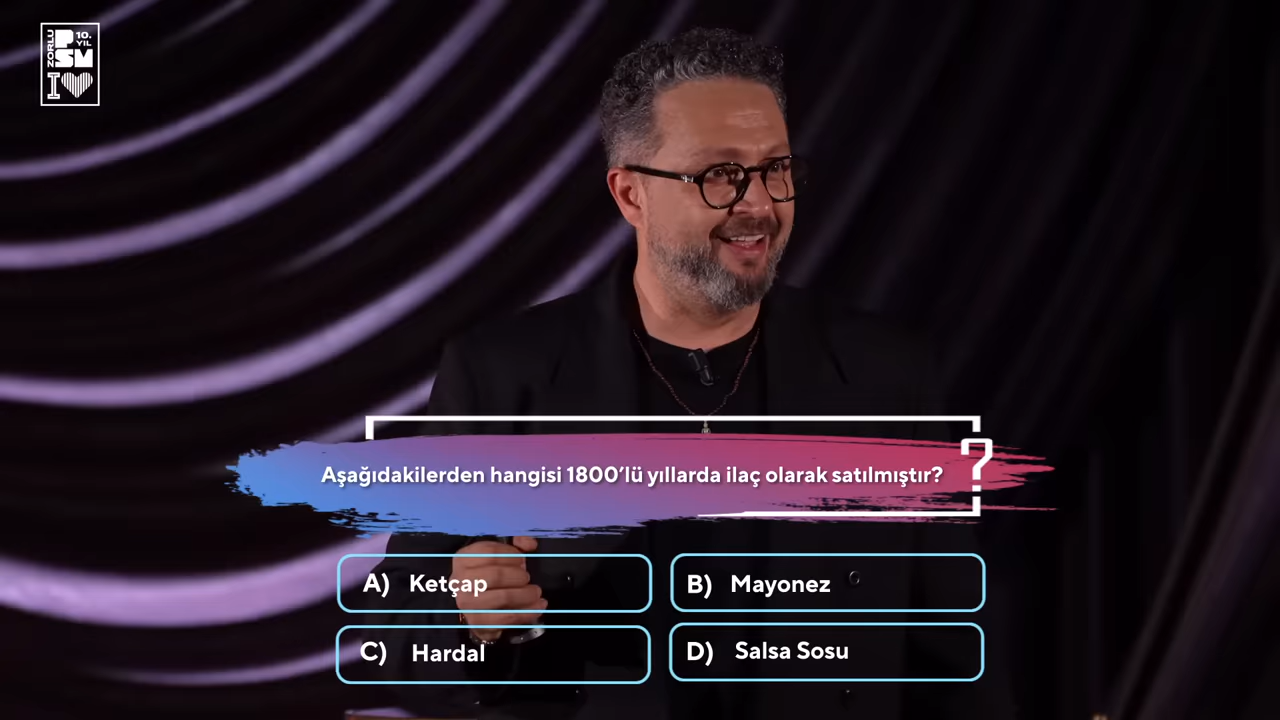 ZORLU
PSM
10.
YIL
I
Aşağıdakilerden hangisi 1800'lü yıllarda ilaç olarak satılmıştır?
?
A) Ketçap
B) Mayonez
C) Hardal
D) Salsa Sosu